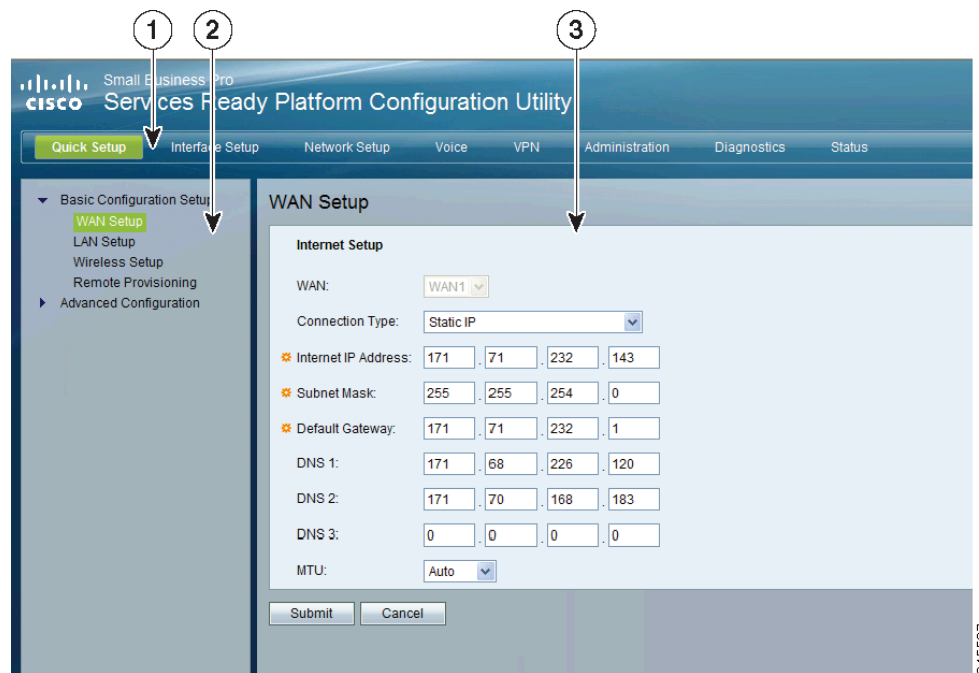 1 2 3
Small Business Pro
CISCO Services Ready Platform Configuration Utility
Quick Setup Interface Setup Network Setup Voice VPN Administration Diagnostics Status
Basic Configuration Setup
WAN Setup
LAN Setup
Wireless Setup
Remote Provisioning
Advanced Configuration
WAN Setup
Internet Setup
WAN: WAN1
Connection Type: Static IP
Internet IP Address: 171 . 71 . 232 . 143
Subnet Mask: 255 . 255 . 254 . 0
Default Gateway: 171 . 71 . 232 . 1
DNS 1: 171 . 68 . 226 . 120
DNS 2: 171 . 70 . 168 . 183
DNS 3: 0 . 0 . 0 . 0
MTU: Auto
Submit Cancel